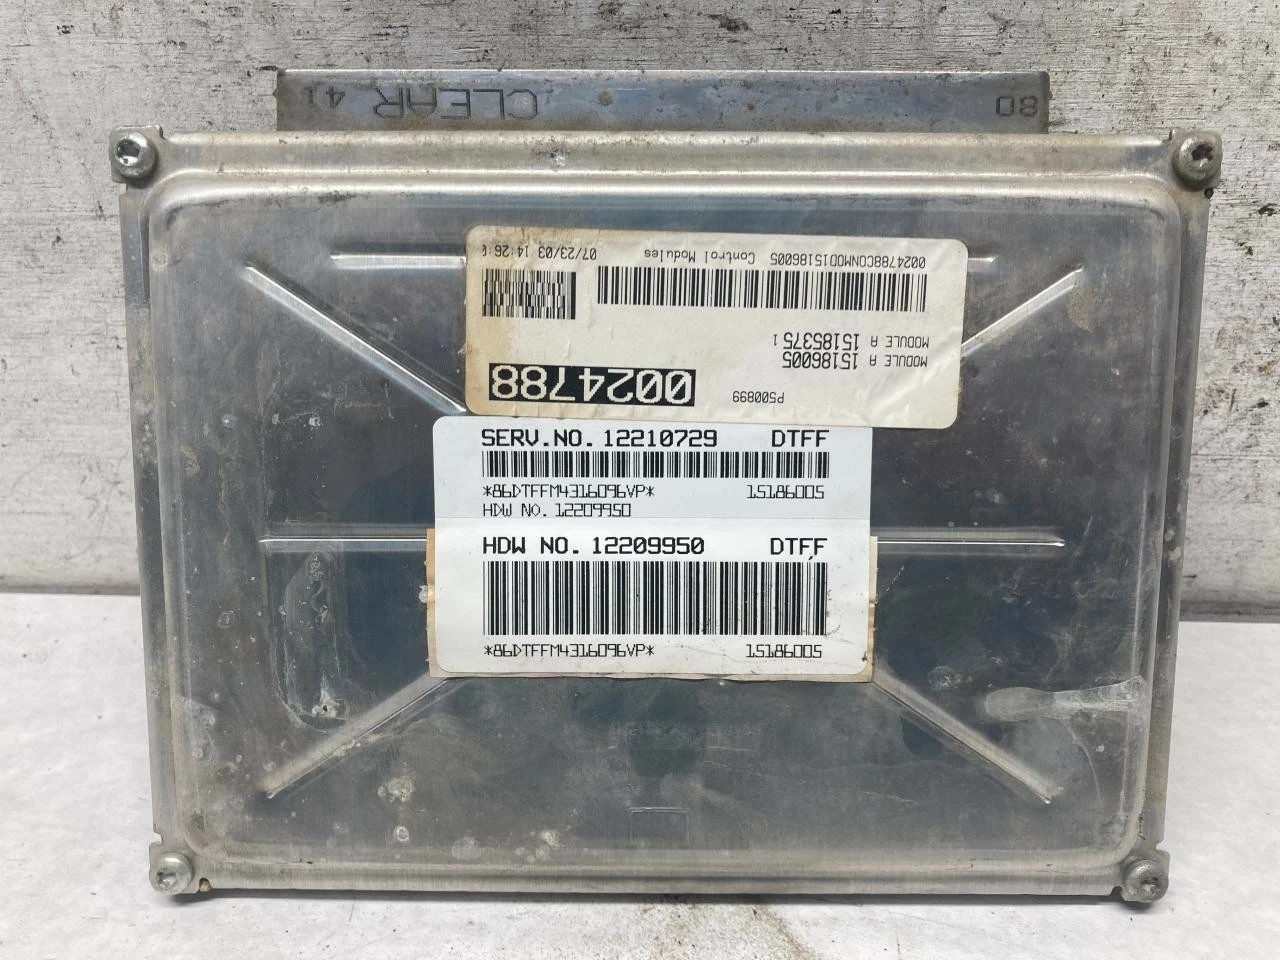 CLEAR 41
80
0024788CONMOD15186005 Control Modules 07/23/03 14:26:
MODULE A 15185375 1
MODULE A 15186005
P500899
0024788
SERV.NO. 12210729 DTFF
*86DTFFM4316096VP* 15186005
HDW NO. 12209950
HDW NO. 12209950 DTFF
*86DTFFM4316096VP* 15186005